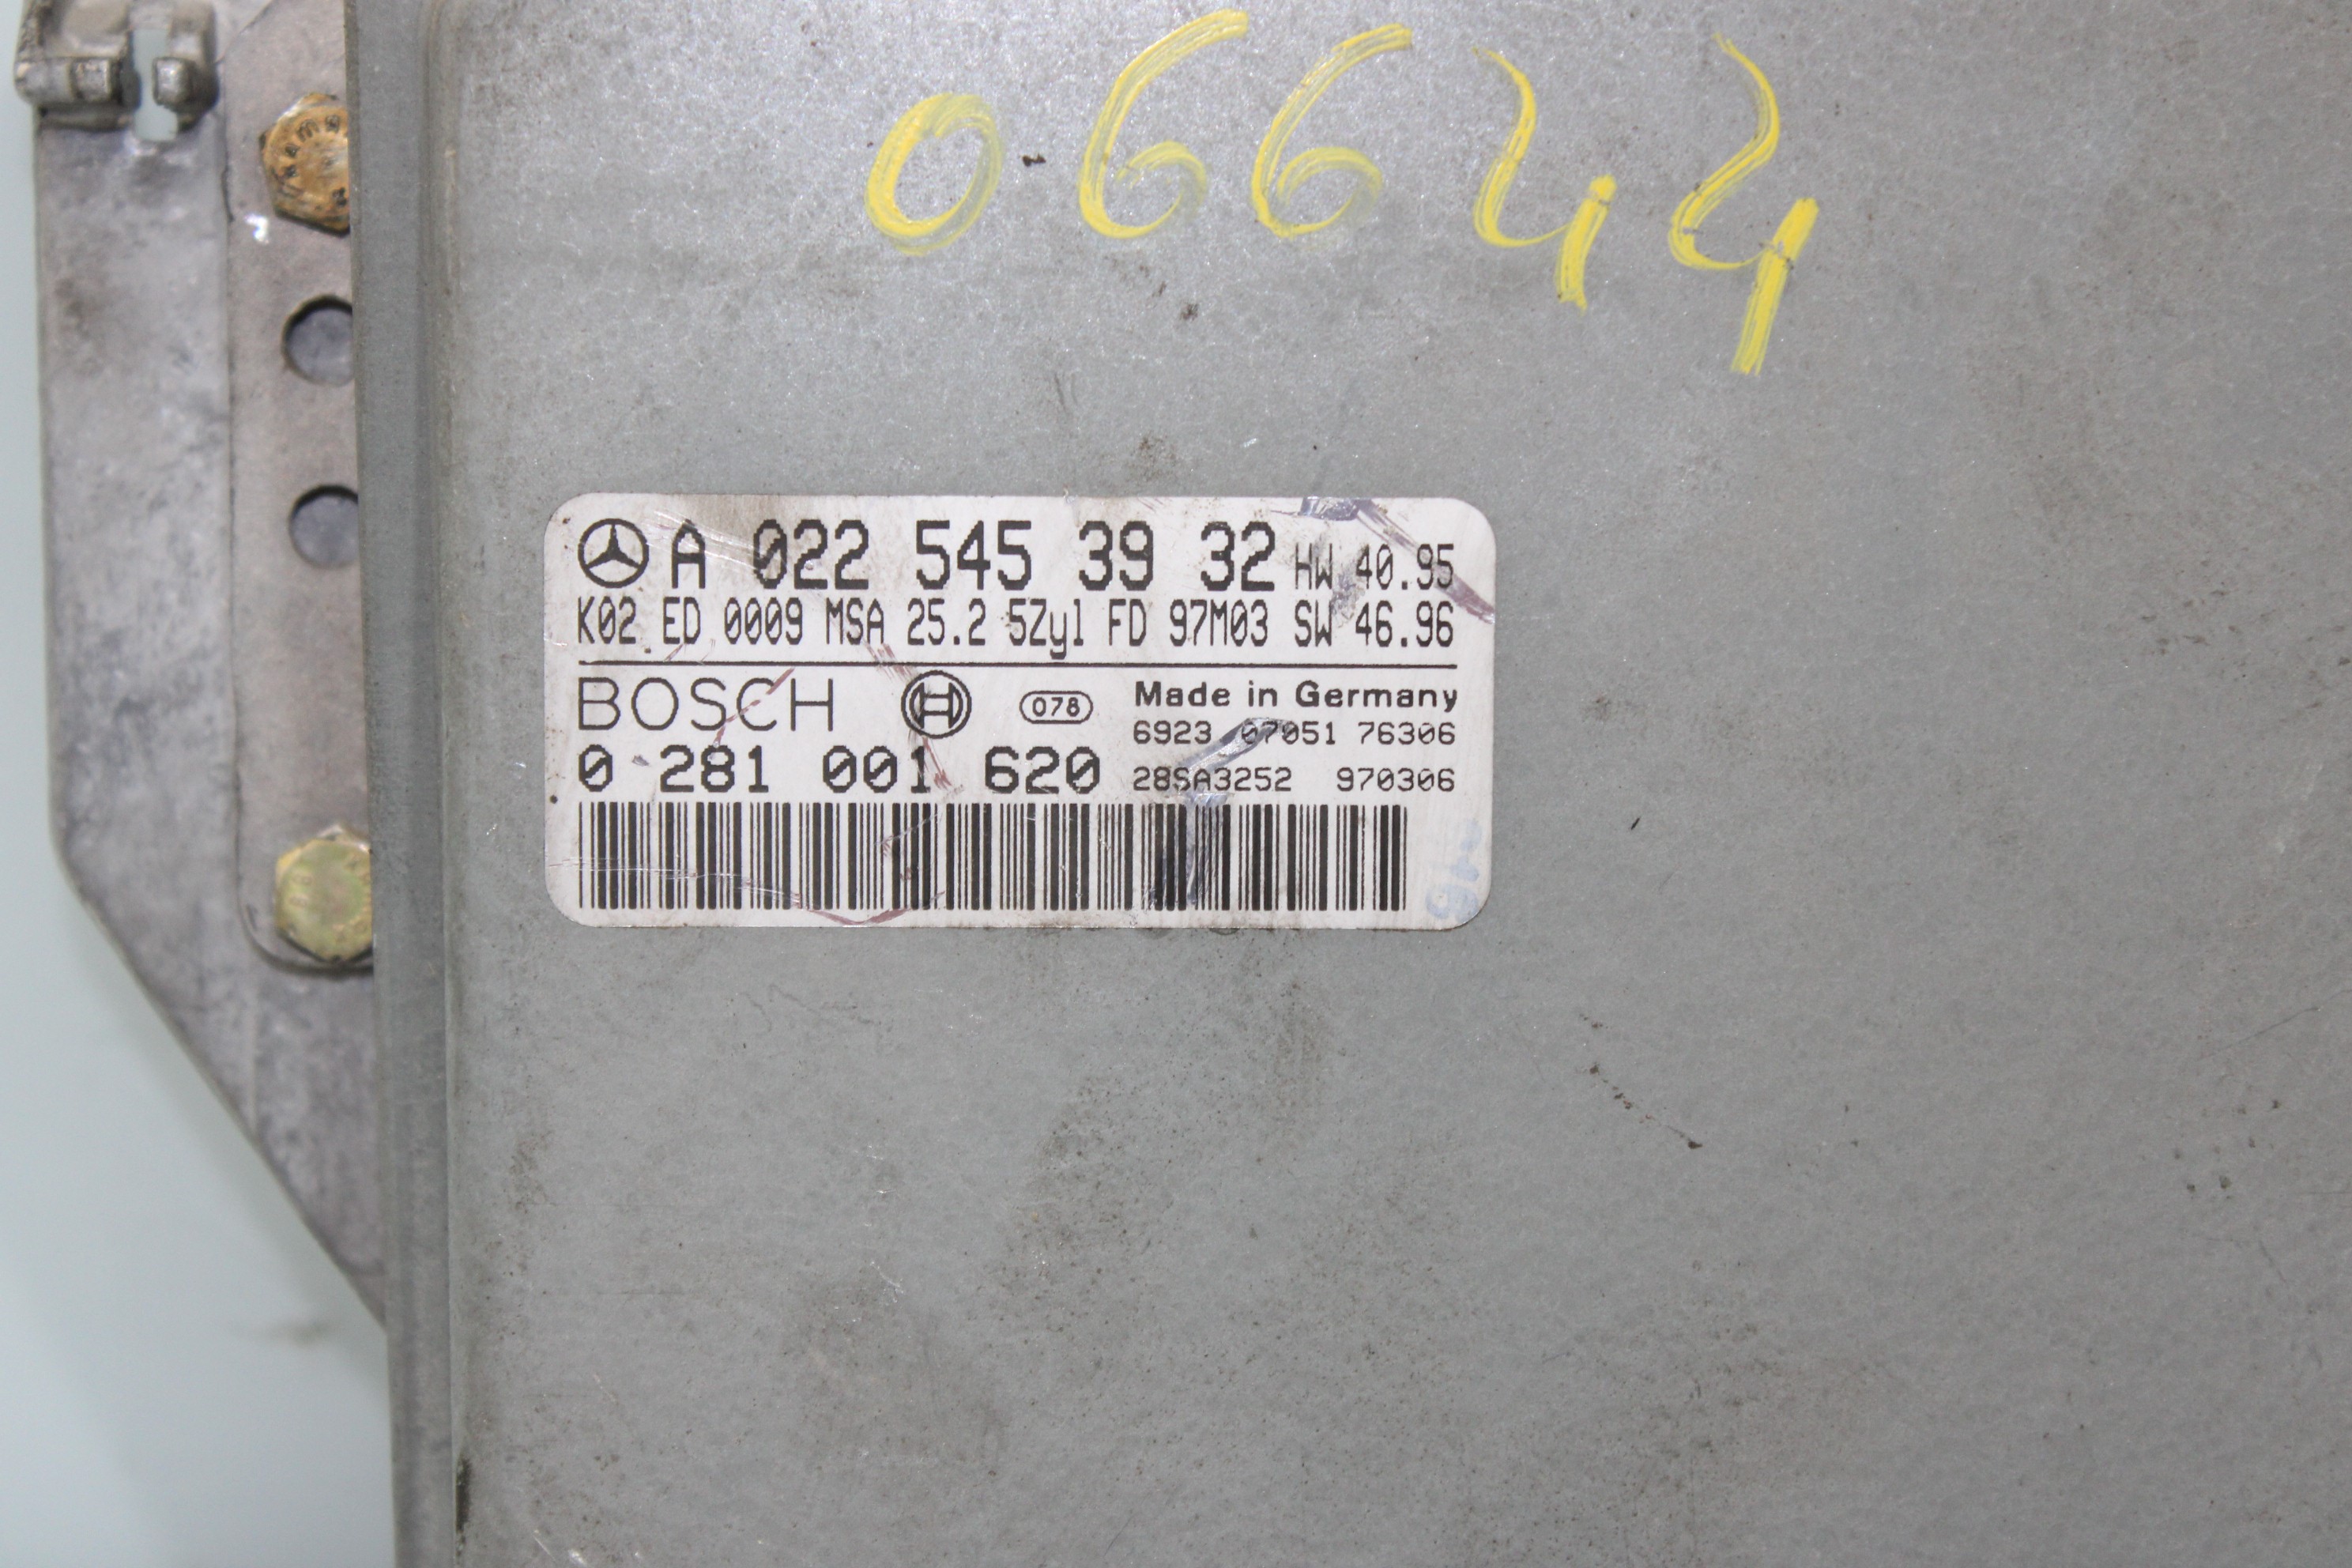 06644
A 022 545 39 32 HW 40.95
K02 ED 0009 MSA 25.2 5Zyl FD 97M03 SW 46.96
BOSCH 078 Made in Germany
6923 07051 76306
0 281 001 620 28SA3252 970306